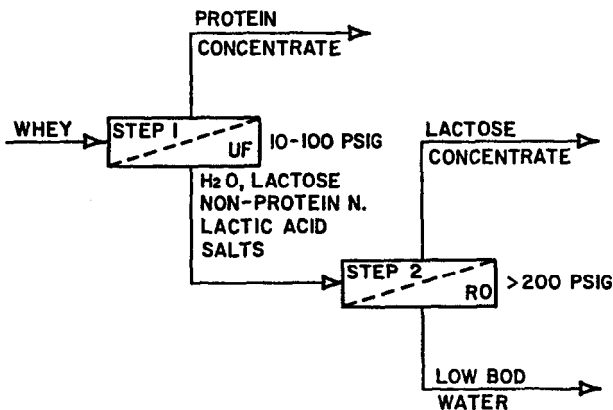 PROTEIN
CONCENTRATE
WHEY
STEP 1
UF
10-100 PSIG
H2O, LACTOSE
NON-PROTEIN N.
LACTIC ACID
SALTS
LACTOSE
CONCENTRATE
STEP 2
RO
>200 PSIG
LOW BOD
WATER